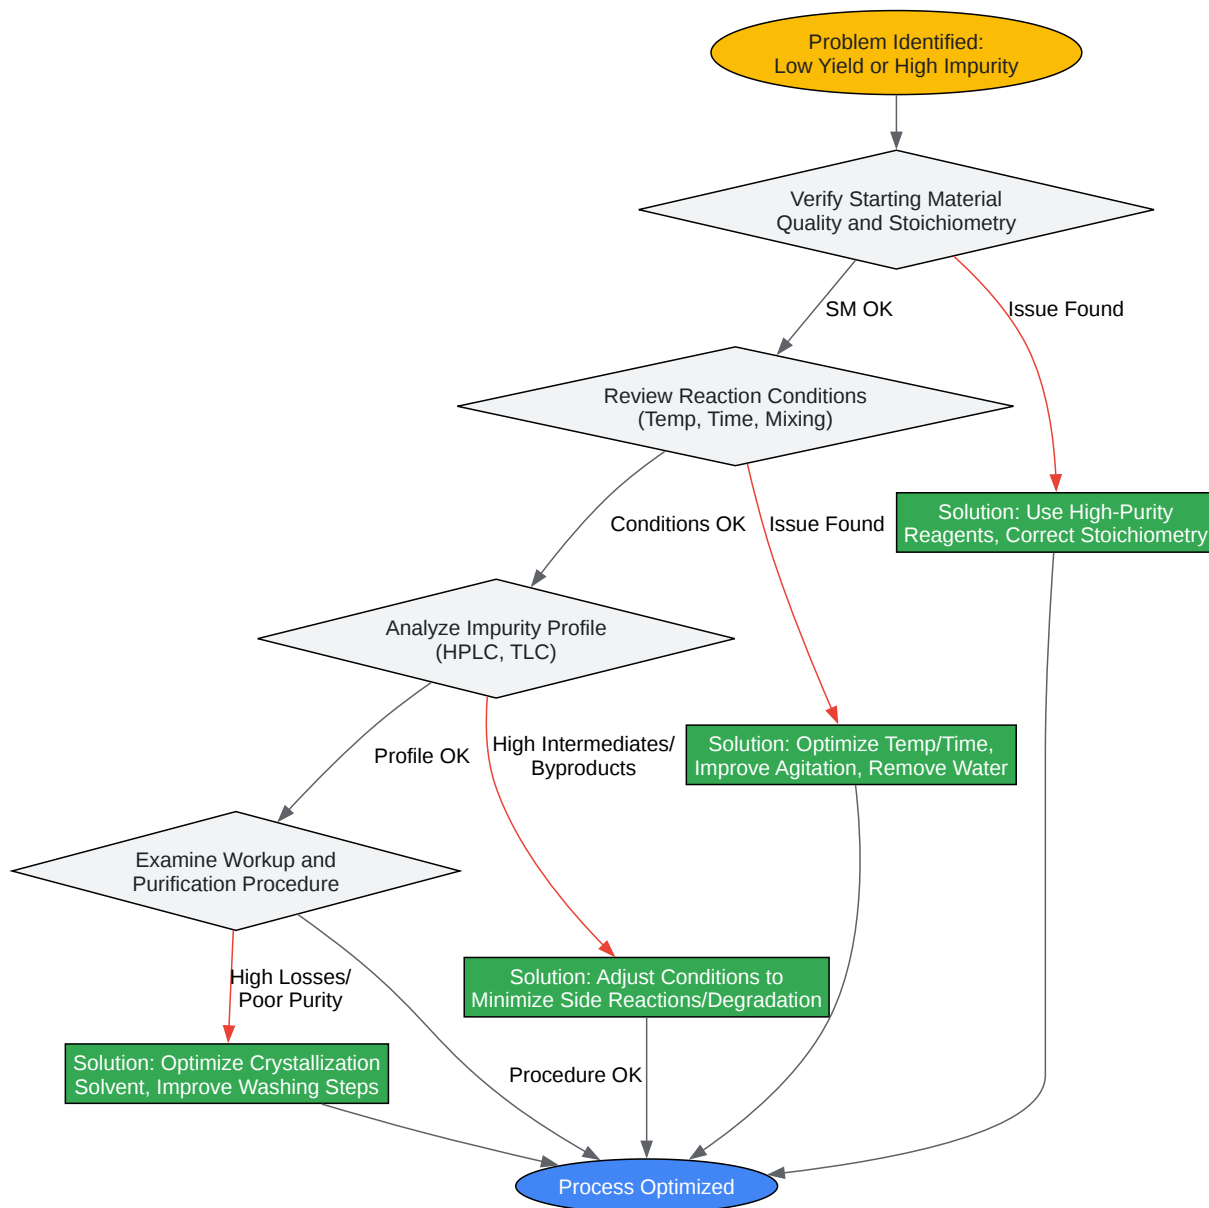 Problem Identified:
Low Yield or High Impurity
Verify Starting Material
Quality and Stoichiometry
SM OK
Issue Found
Review Reaction Conditions
(Temp, Time, Mixing)
Conditions OK
Issue Found
Solution: Use High-Purity
Reagents, Correct Stoichiometry
Analyze Impurity Profile
(HPLC, TLC)
Profile OK
High Intermediates/
Byproducts
Solution: Optimize Temp/Time,
Improve Agitation, Remove Water
Examine Workup and
Purification Procedure
High Losses/
Poor Purity
Solution: Adjust Conditions to
Minimize Side Reactions/Degradation
Solution: Optimize Crystallization
Solvent, Improve Washing Steps
Procedure OK
Process Optimized